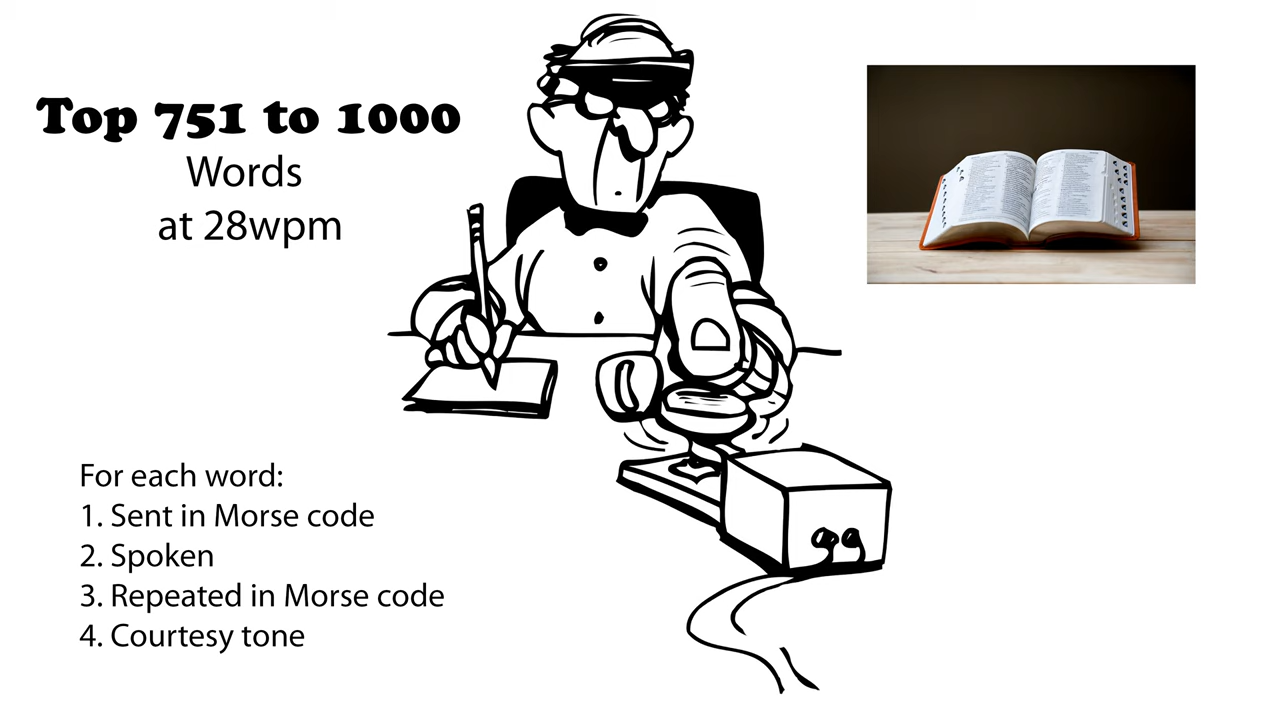 Top 751 to 1000
Words
at 28wpm
For each word:
1. Sent in Morse code
2. Spoken
3. Repeated in Morse code
4. Courtesy tone